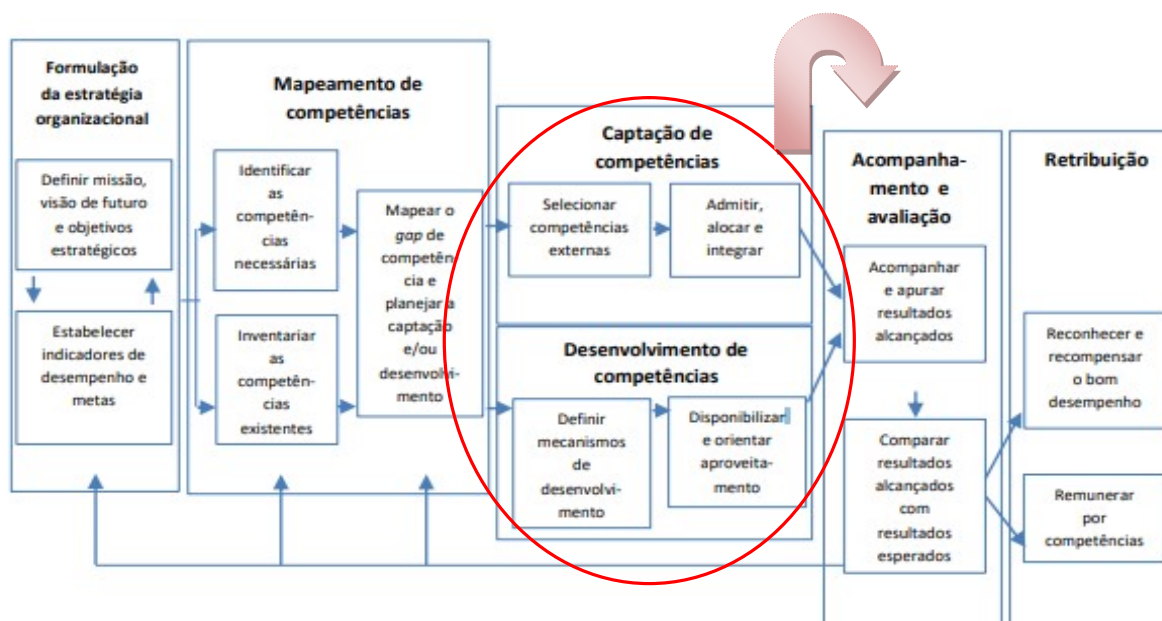 Formulação
da estratégia
organizacional
Definir missão,
visão de futuro
e objetivos
estratégicos
Estabelecer
indicadores de
desempenho e
metas
Mapeamento de
competências
Identificar
as
competên-
cias
necessárias
Inventariar
as
competên-
cias
existentes
Mapear o
gap de
competên-
cia e
planejar a
captação
e/ou
desenvolvi-
mento
Captação de
competências
Selecionar
competências
externas
Admitir,
alocar e
integrar
Desenvolvimento de
competências
Definir
mecanismos
de
desenvolvi-
mento
Disponibilizar
e orientar
aproveita-
mento
Acompanha-
mento e
avaliação
Acompanhar
e apurar
resultados
alcançados
Comparar
resultados
alcançados
com
resultados
esperados
Retribuição
Reconhecer e
recompensar
o bom
desempenho
Remunerar
por
competências